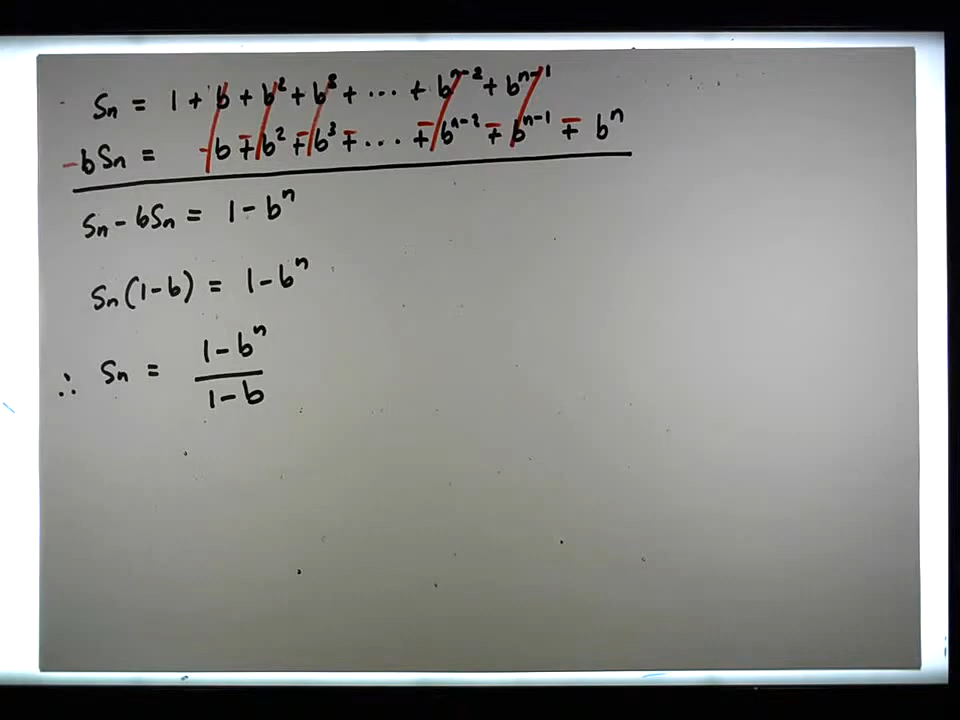 Sn = 1 + b + b² + b³ + ... + bⁿ⁻² + bⁿ⁻¹
-bSn = -b ∓ b² ∓ b³ ∓ ... ∓ bⁿ⁻² ∓ bⁿ⁻¹ ∓ bⁿ
Sn - bSn = 1 - bⁿ
Sn(1-b) = 1 - bⁿ
∴ Sn = (1 - bⁿ)/(1 - b)